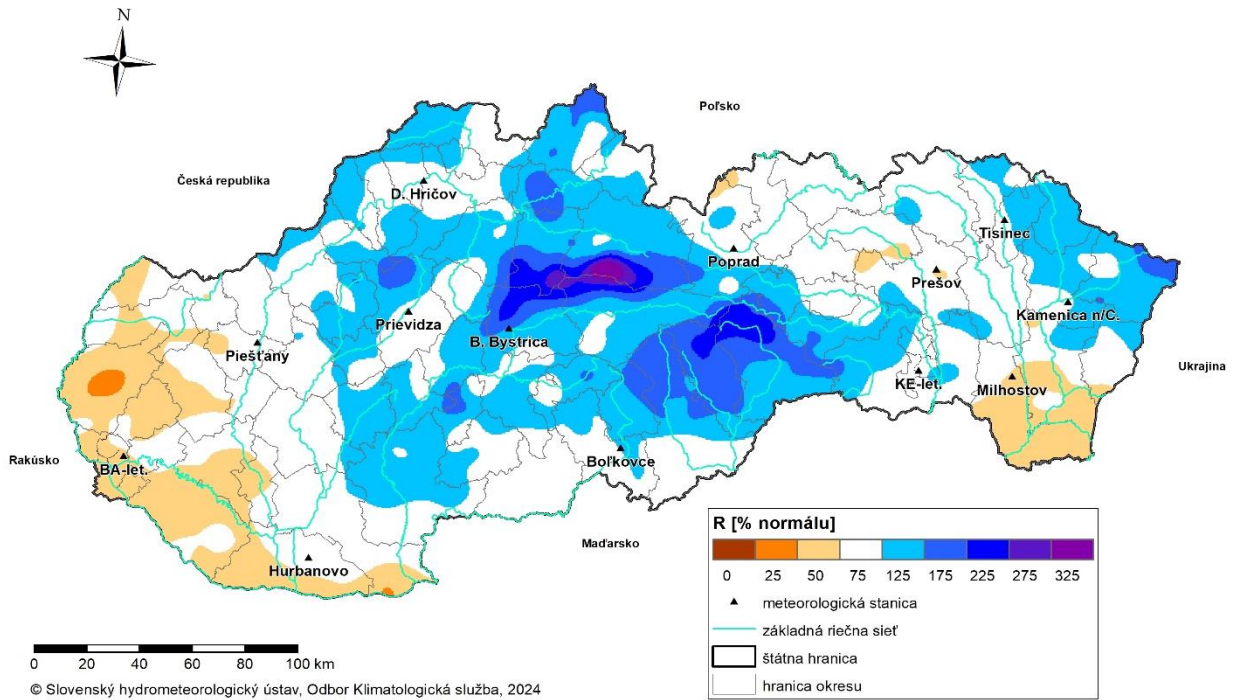 N
Poľsko
Česká republika
D. Hričov
Tisinec
Poprad
Prešov
Kamenica n/C.
Prievidza
B. Bystrica
Piešťany
Ukrajina
KE-let.
Milhostov
Rakúsko
BA-let.
Boľkovce
Maďarsko
Hurbanovo
R [% normálu]
0 25 50 75 125 175 225 275 325
meteorologická stanica
základná riečna sieť
štátna hranica
hranica okresu
0 20 40 60 80 100 km
© Slovenský hydrometeorologický ústav, Odbor Klimatologická služba, 2024